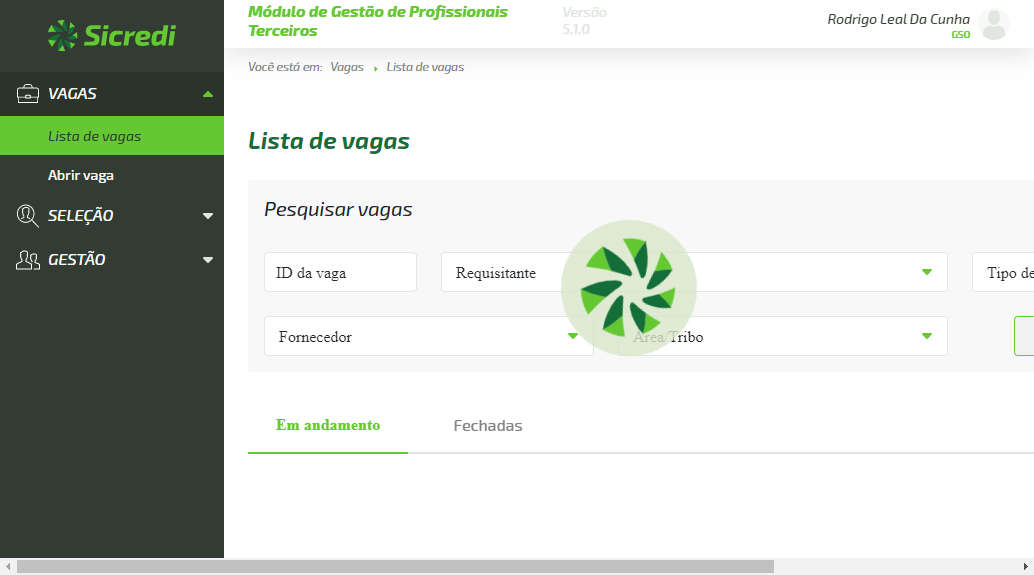 Sicredi
Módulo de Gestão de Profissionais
Terceiros
Versão
5.1.0
Rodrigo Leal Da Cunha
GSO
VAGAS
Lista de vagas
Abrir vaga
SELEÇÃO
GESTÃO
Você está em: Vagas Lista de vagas
Lista de vagas
Pesquisar vagas
ID da vaga
Requisitante
Tipo de
Fornecedor
Área/Tribo
Em andamento
Fechadas